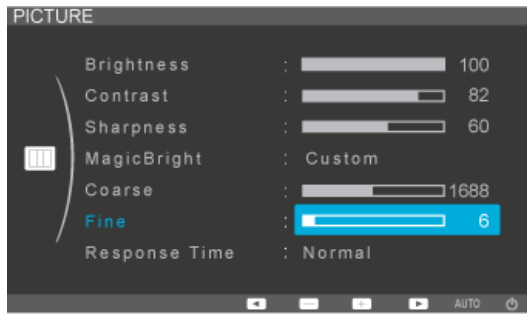 PICTURE
Brightness : 100
Contrast : 82
Sharpness : 60
MagicBright : Custom
Coarse : 1688
Fine : 6
Response Time : Normal
AUTO